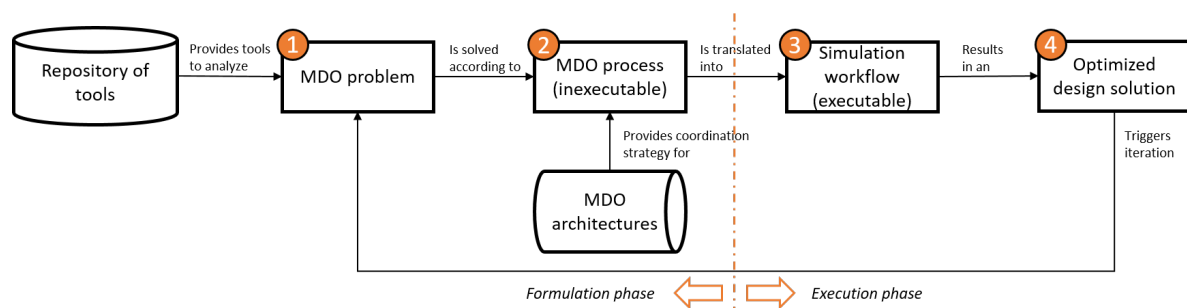 Repository of
tools
Provides tools
to analyze
1
MDO problem
Is solved
according to
2
MDO process
(inexecutable)
Is translated
into
3
Simulation
workflow
(executable)
Results
in an
4
Optimized
design solution
Provides coordination
strategy for
Triggers
iteration
MDO
architectures
Formulation phase
Execution phase